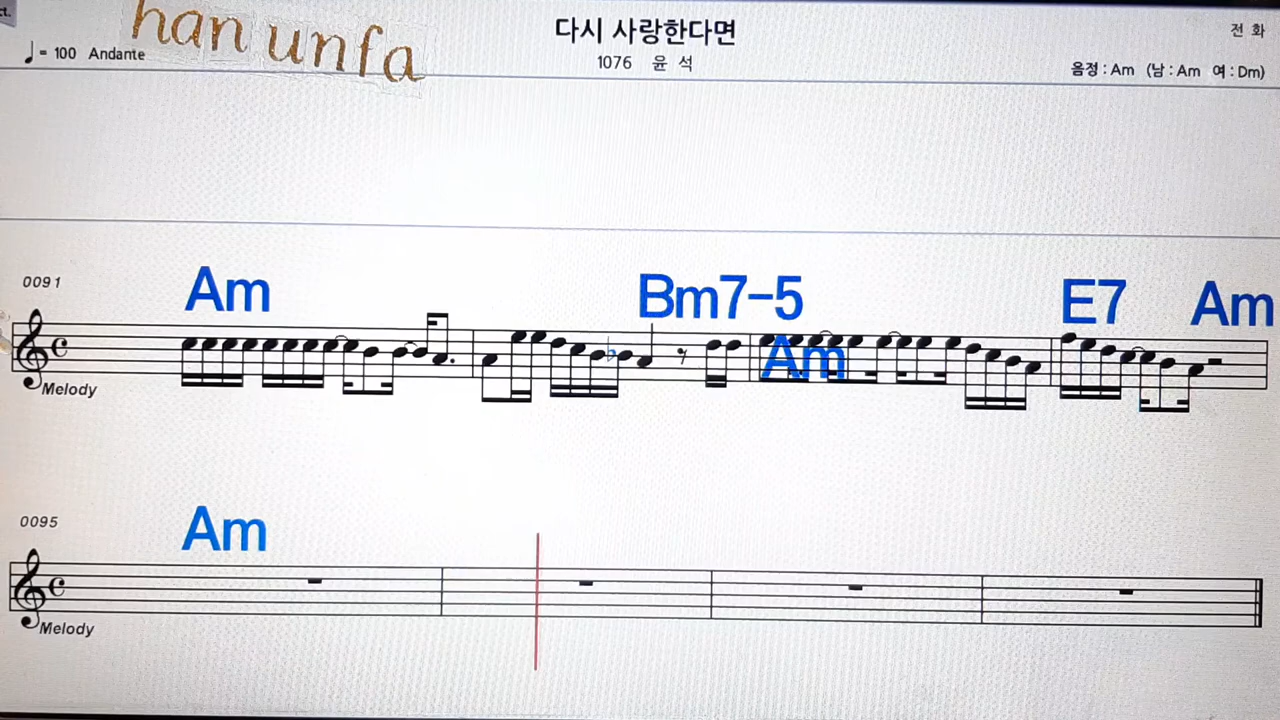 ct.
han unfa
다시 사랑한다면
전 화
♩= 100 Andante
1076 윤 석
음정 : Am (남 : Am 여 : Dm)
0091
Am
Bm7-5
E7
Am
Am
Melody
0095
Am
Melody